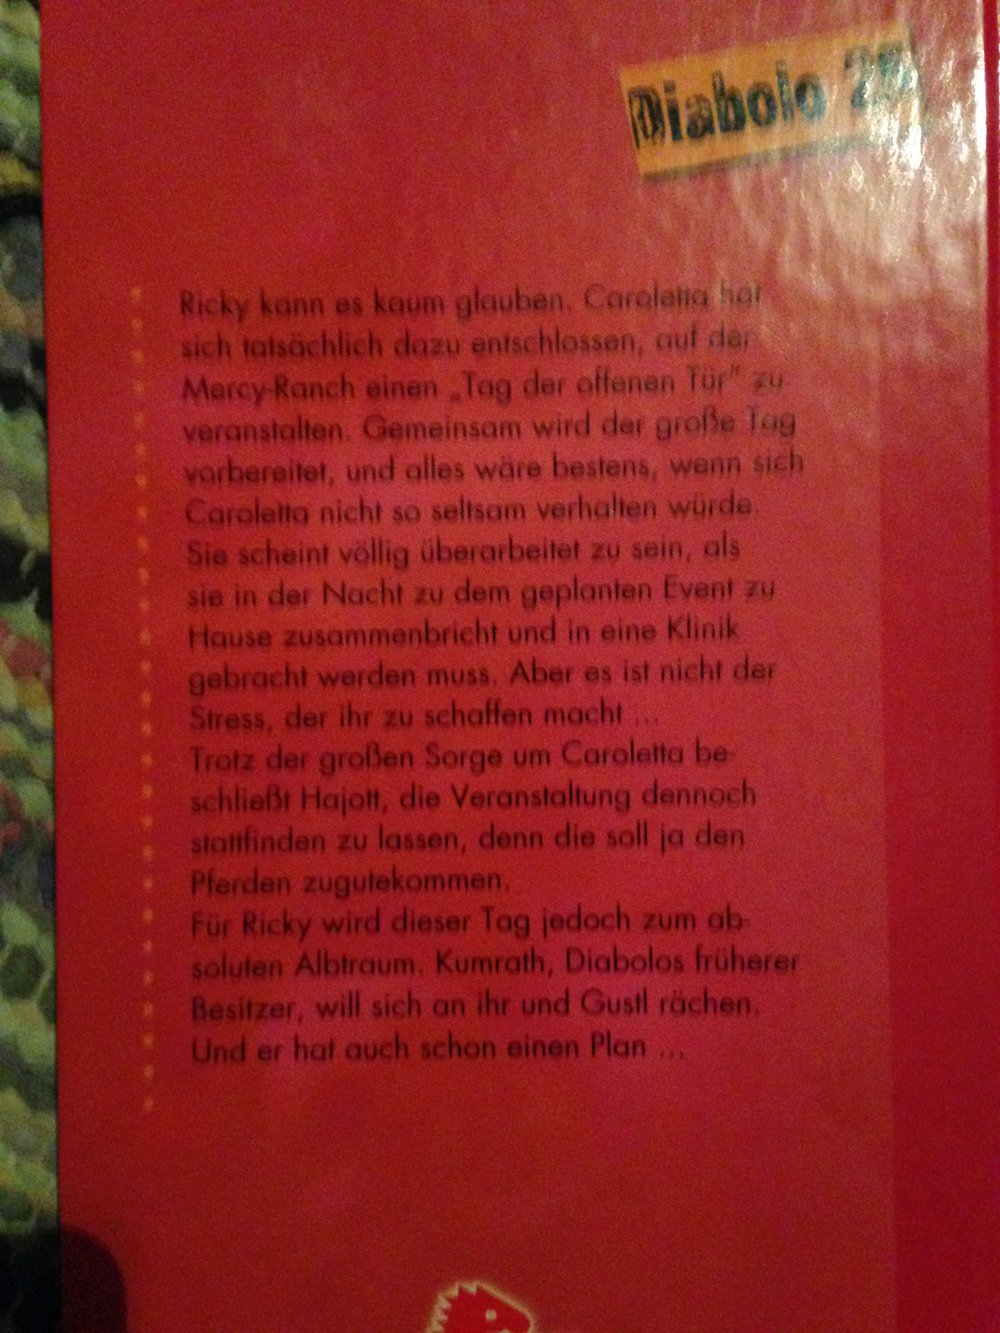 Diabolo
Ricky kann es kaum glauben. Caroletta hat
sich tatsächlich dazu entschlossen, auf der
Mercy-Ranch einen „Tag der offenen Tür" zu
veranstalten. Gemeinsam wird der große Tag
vorbereitet, und alles wäre bestens, wenn sich
Caroletta nicht so seltsam verhalten würde.
Sie scheint völlig überarbeitet zu sein, als
sie in der Nacht zu dem geplanten Event zu
Hause zusammenbricht und in eine Klinik
gebracht werden muss. Aber es ist nicht der
Stress, der ihr zu schaffen macht ...
Trotz der großen Sorge um Caroletta be-
schließt Hajott, die Veranstaltung dennoch
stattfinden zu lassen, denn die soll ja den
Pferden zugutekommen.
Für Ricky wird dieser Tag jedoch zum ab-
soluten Albtraum. Kumrath, Diabolos früherer
Besitzer, will sich an ihr und Gustl rächen.
Und er hat auch schon einen Plan ...